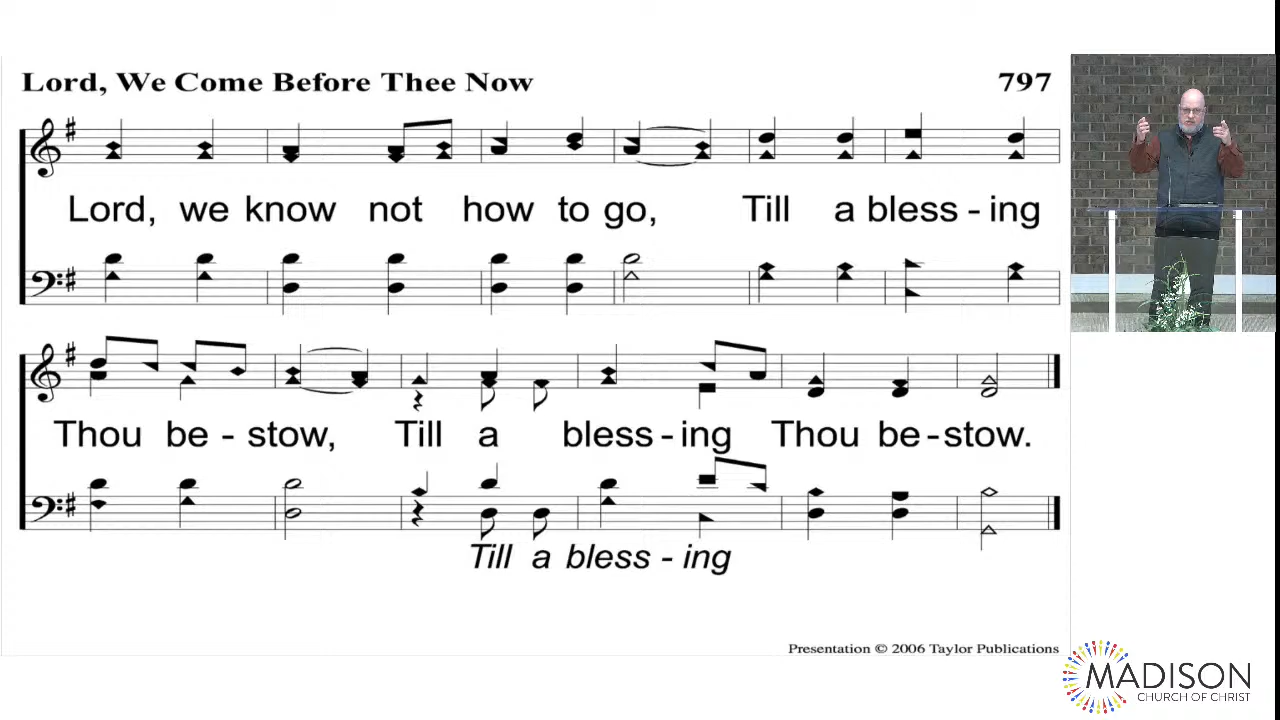 Lord, We Come Before Thee Now 797
Lord, we know not how to go, Till a bless - ing
Thou be - stow, Till a bless - ing Thou be - stow.
Till a bless - ing
Presentation © 2006 Taylor Publications
MADISON
CHURCH OF CHRIST